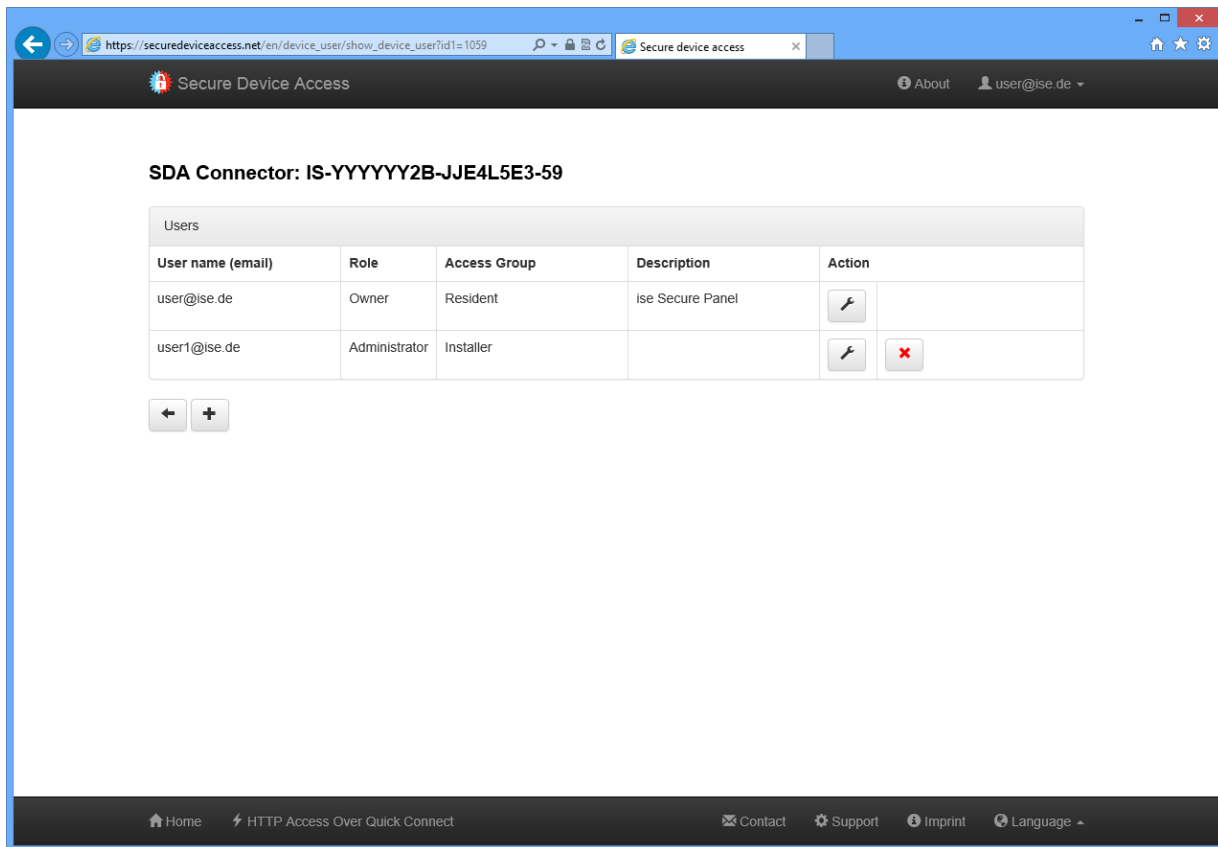 https://securedeviceaccess.net/en/device_user/show_device_user?id1=1059 Secure device access
Secure Device Access About user@ise.de
SDA Connector: IS-YYYYYY2B-JJE4L5E3-59
Users
User name (email) Role Access Group Description Action
user@ise.de Owner Resident ise Secure Panel
user1@ise.de Administrator Installer
Home HTTP Access Over Quick Connect Contact Support Imprint Language